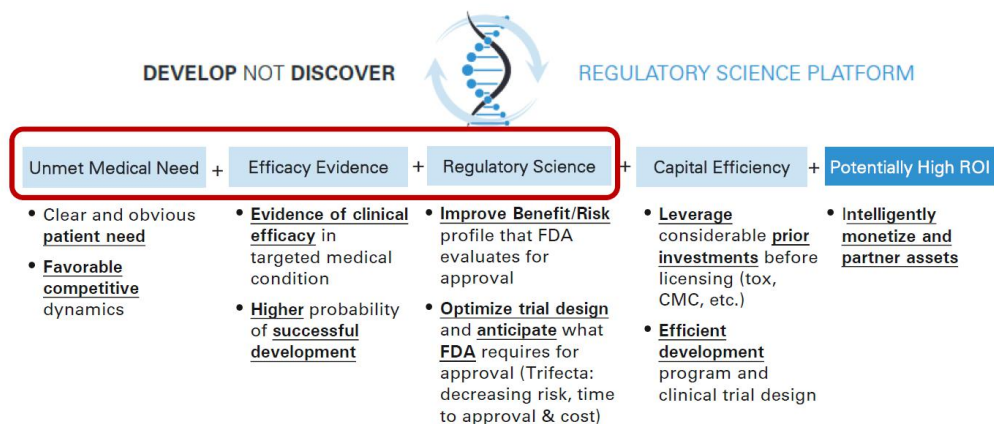 DEVELOP NOT DISCOVER
REGULATORY SCIENCE PLATFORM
Unmet Medical Need + Efficacy Evidence + Regulatory Science + Capital Efficiency + Potentially High ROI
• Clear and obvious
patient need
• Favorable
competitive
dynamics
• Evidence of clinical
efficacy in
targeted medical
condition
• Higher probability
of successful
development
• Improve Benefit/Risk
profile that FDA
evaluates for
approval
• Optimize trial design
and anticipate what
FDA requires for
approval (Trifecta:
decreasing risk, time
to approval & cost)
• Leverage
considerable prior
investments before
licensing (tox,
CMC, etc.)
• Efficient
development
program and
clinical trial design
• Intelligently
monetize and
partner assets